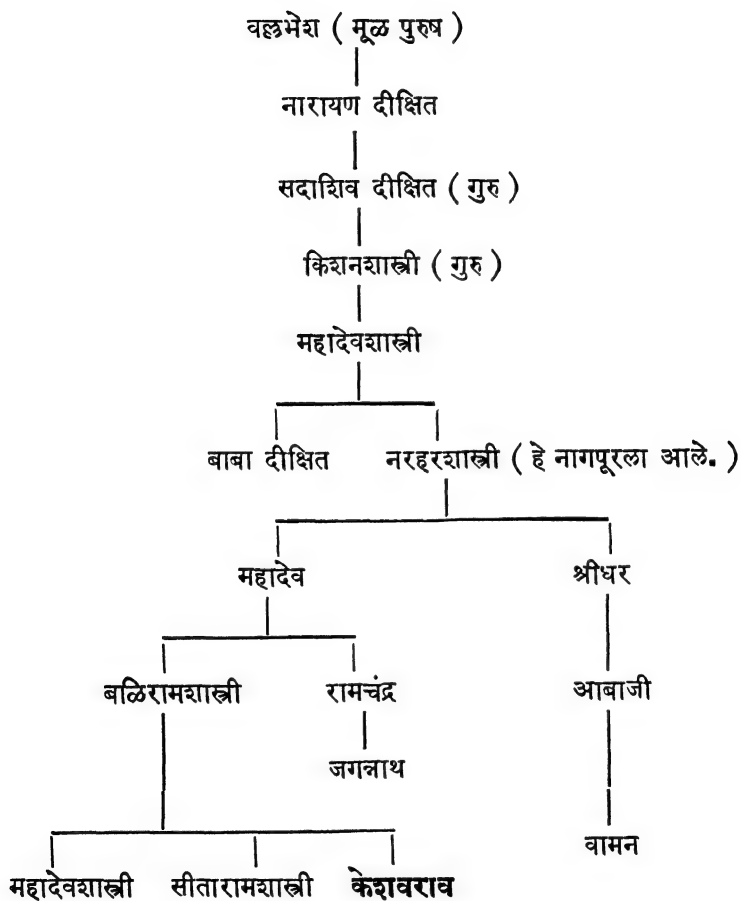 वल्लभेश ( मूळ पुरुष )
नारायण दीक्षित
सदाशिव दीक्षित ( गुरु )
किशनशास्त्री ( गुरु )
महादेवशास्त्री
बाबा दीक्षित नरहरशास्त्री ( हे नागपूरला आले. )
महादेव श्रीधर
बळिरामशास्त्री रामचंद्र आबाजी
जगन्नाथ
वामन
महादेवशास्त्री सीतारामशास्त्री केशवराव